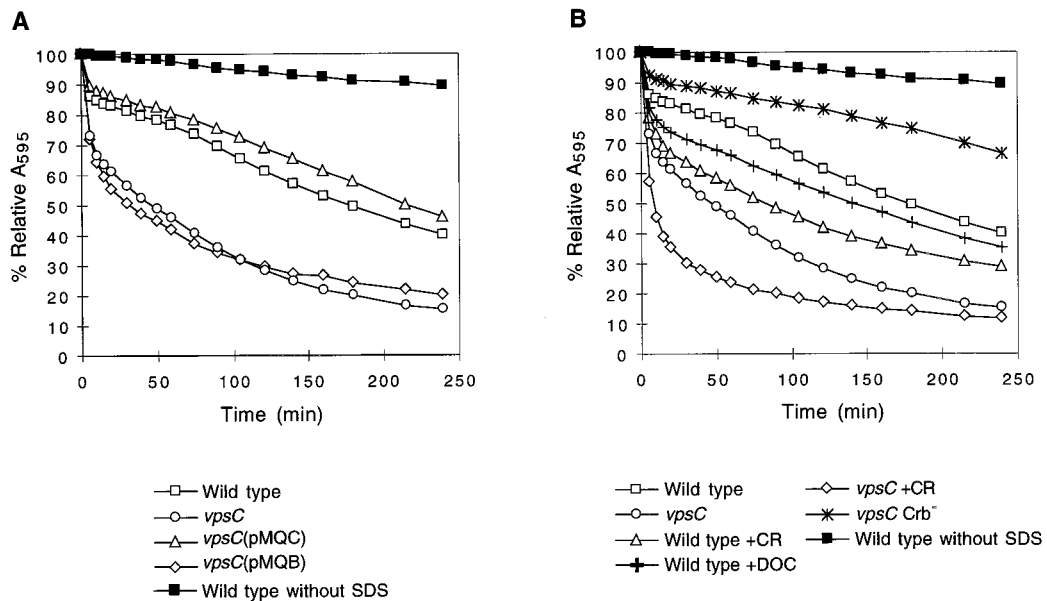 A
100
90
80
70
60
50
40
30
20
10
0
% Relative A595
0 50 100 150 200 250
Time (min)
Wild type
vpsC
vpsC(pMQC)
vpsC(pMQB)
Wild type without SDS
B
100
90
80
70
60
50
40
30
20
10
0
% Relative A595
0 50 100 150 200 250
Time (min)
Wild type
vpsC
Wild type +CR
Wild type +DOC
vpsC +CR
vpsC Crb-
Wild type without SDS